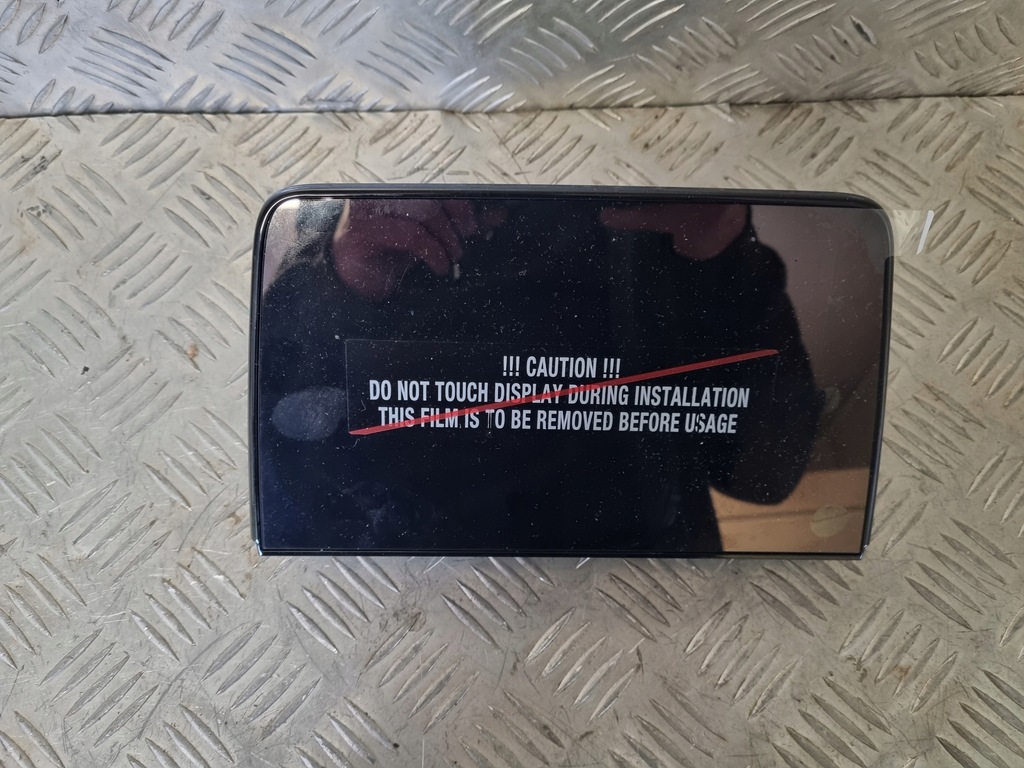 !!! CAUTION !!!
DO NOT TOUCH DISPLAY DURING INSTALLATION
THIS FILM IS TO BE REMOVED BEFORE USAGE